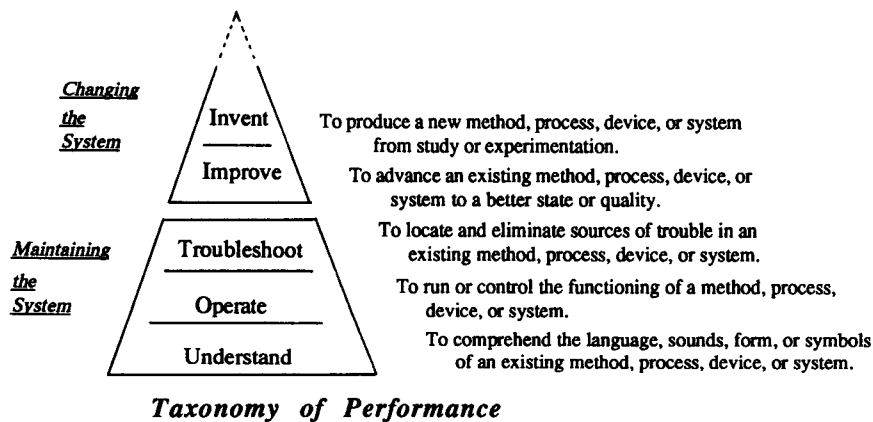 Changing
the
System
Invent
To produce a new method, process, device, or system
from study or experimentation.
Improve
To advance an existing method, process, device, or
system to a better state or quality.
Maintaining
the
System
Troubleshoot
To locate and eliminate sources of trouble in an
existing method, process, device, or system.
Operate
To run or control the functioning of a method, process,
device, or system.
Understand
To comprehend the language, sounds, form, or symbols
of an existing method, process, device, or system.
Taxonomy of Performance